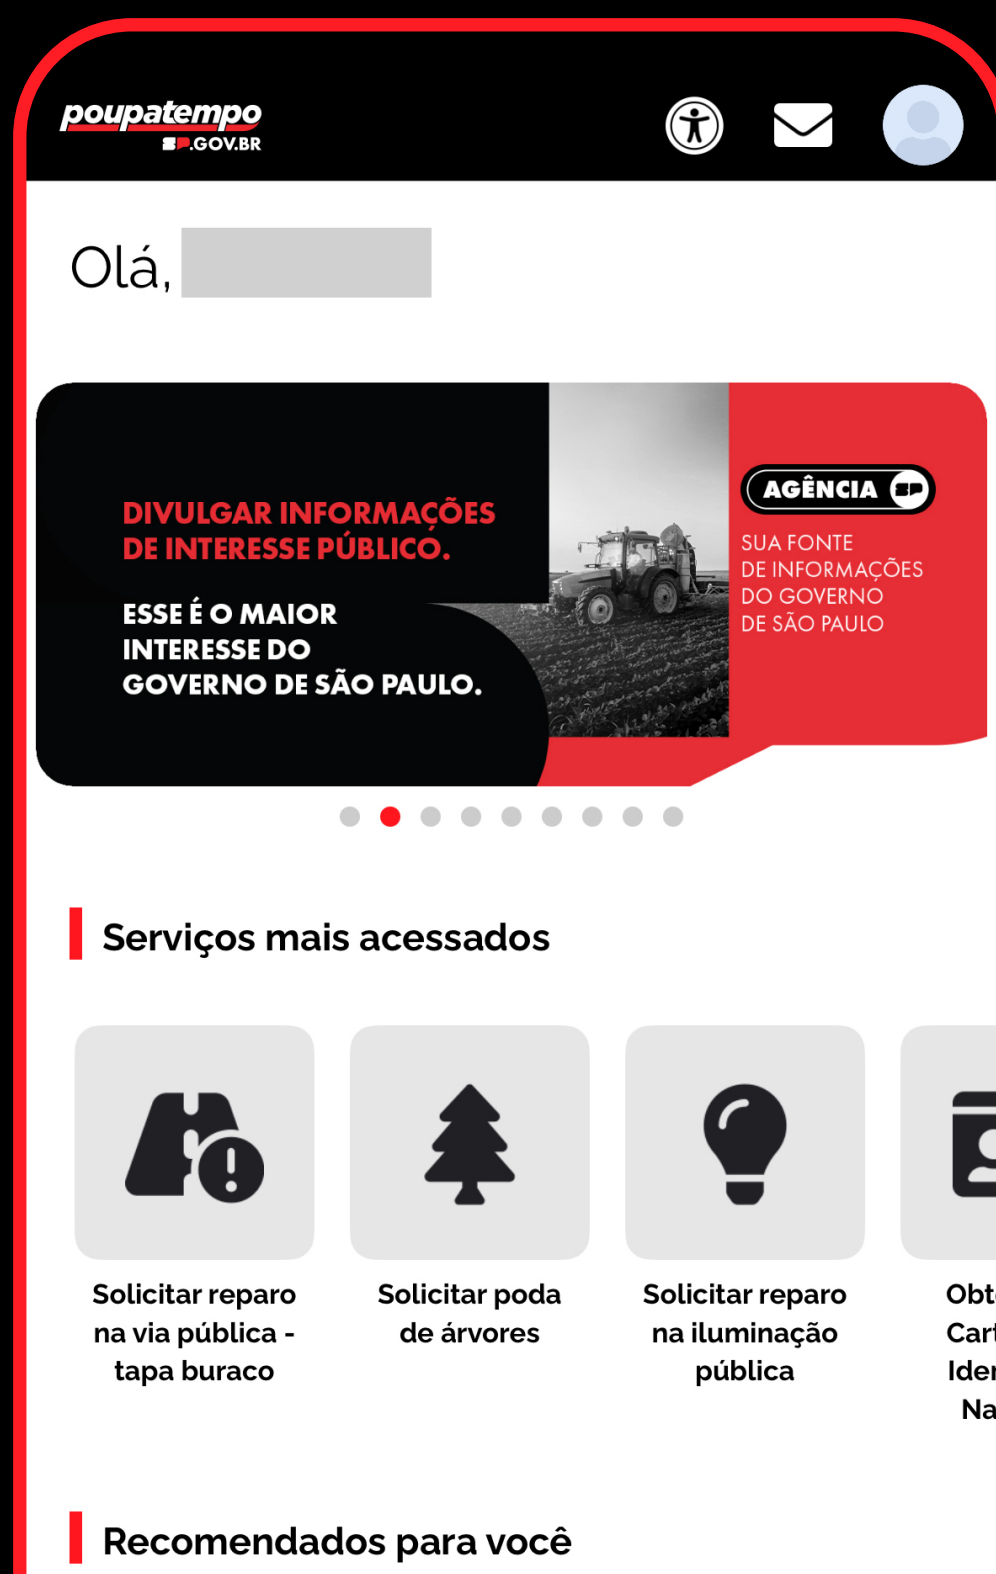 poupatempo
SP.GOV.BR
Olá,
DIVULGAR INFORMAÇÕES
DE INTERESSE PÚBLICO.
ESSE É O MAIOR
INTERESSE DO
GOVERNO DE SÃO PAULO.
AGÊNCIA SP
SUA FONTE
DE INFORMAÇÕES
DO GOVERNO
DE SÃO PAULO
Serviços mais acessados
Solicitar reparo
na via pública -
tapa buraco
Solicitar poda
de árvores
Solicitar reparo
na iluminação
pública
Recomendados para você